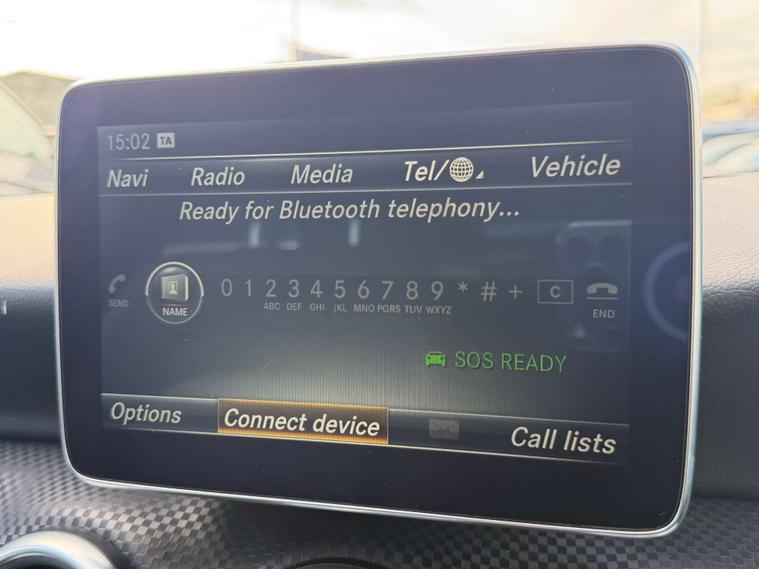 15:02 TA
Navi Radio Media Tel/ Vehicle
Ready for Bluetooth telephony...
SEND NAME 0 1 2 3 4 5 6 7 8 9 * # + C END
ABC DEF GHI JKL MNO PQRS TUV WXYZ
SOS READY
Options Connect device Call lists